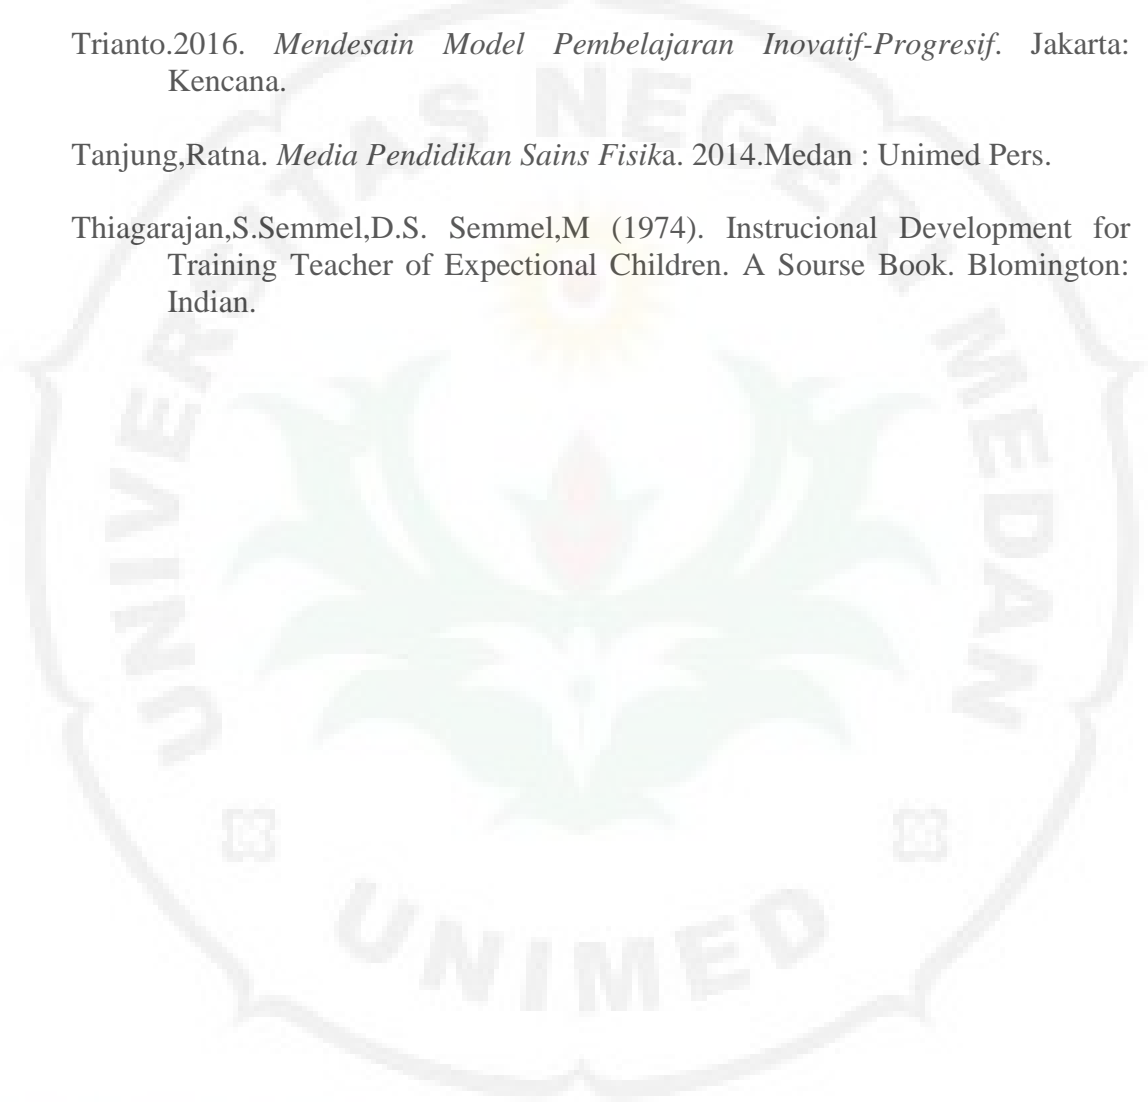 Trianto.2016. Mendesain Model Pembelajaran Inovatif-Progresif. Jakarta:
Kencana.
Tanjung,Ratna. Media Pendidikan Sains Fisika. 2014.Medan : Unimed Pers.
Thiagarajan,S.Semmel,D.S. Semmel,M (1974). Instrucional Development for
Training Teacher of Expectional Children. A Sourse Book. Blomington:
Indian.
UNIVERSITAS NEGERI MEDAN
UNIMED